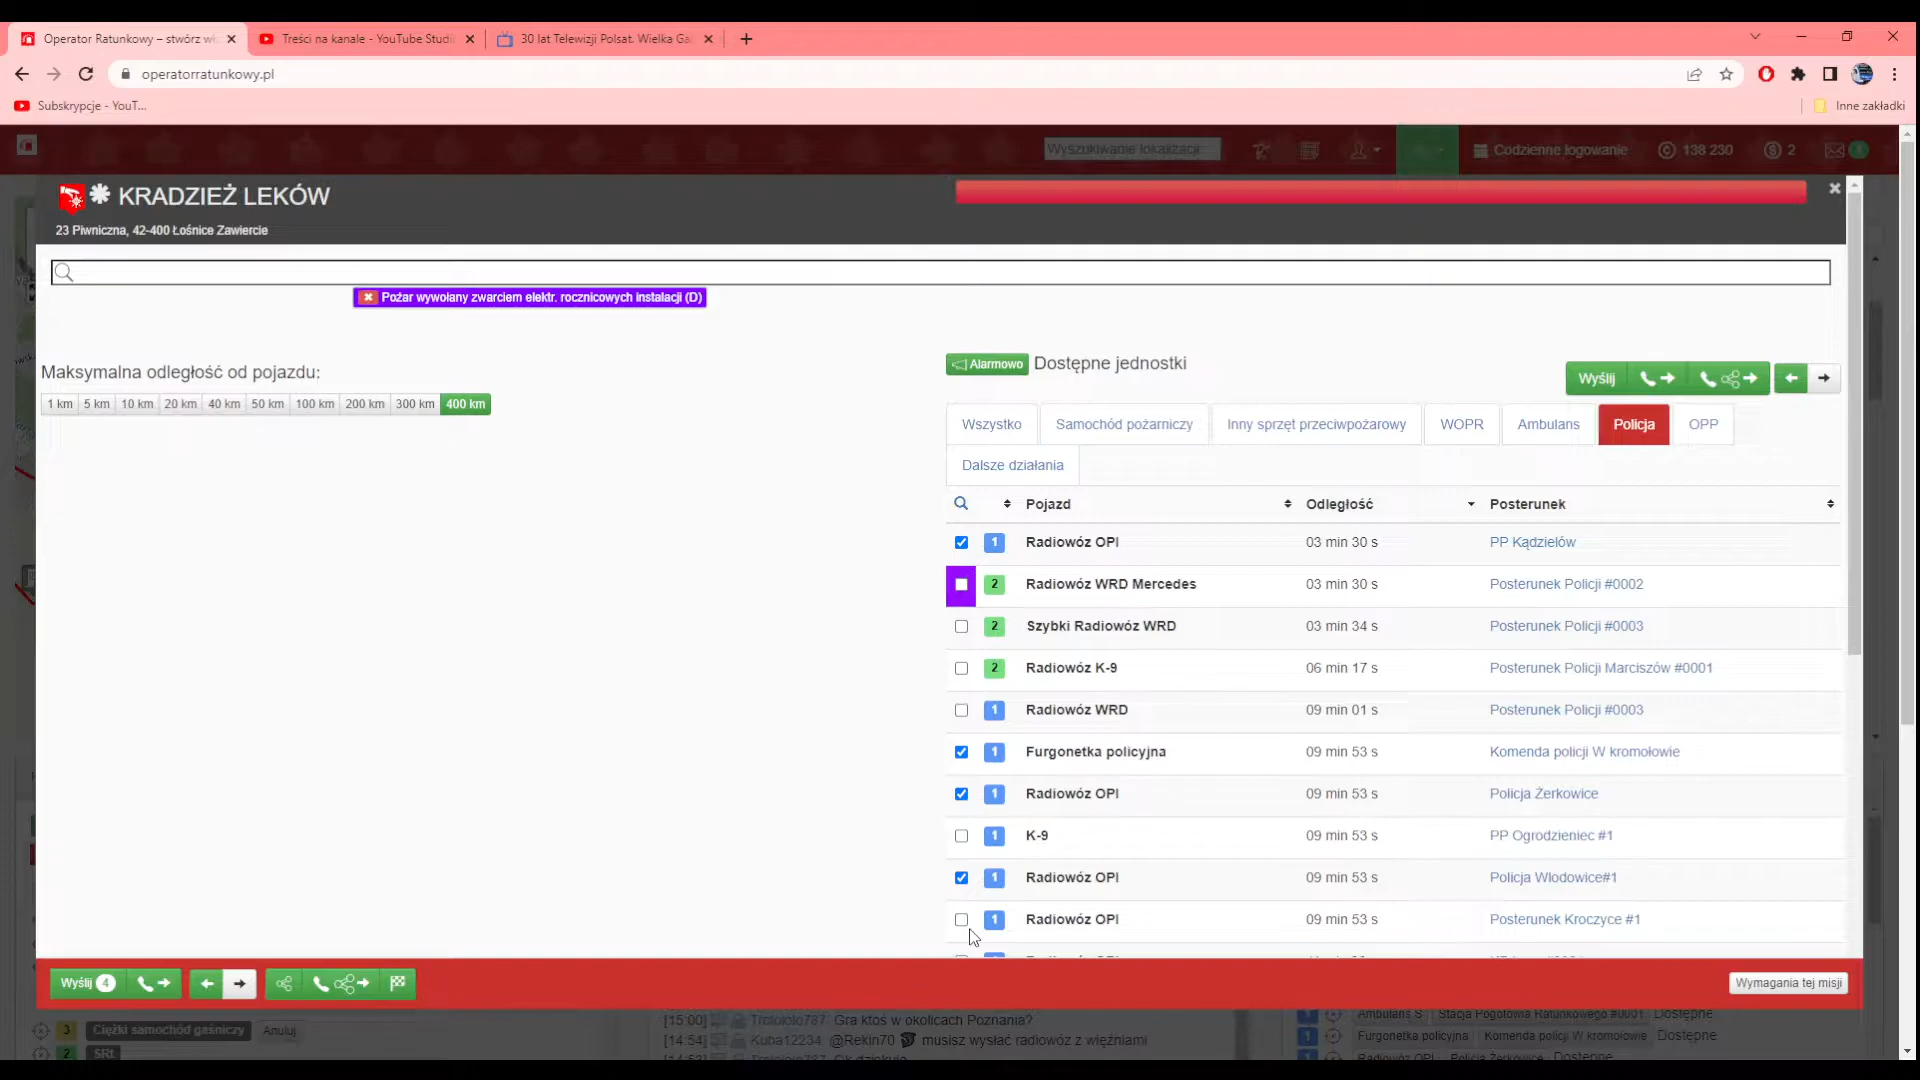 Operator Ratunkowy – stwórz wł
Treści na kanale - YouTube Studi
30 lat Telewizji Polsat. Wielka Ga
operatorratunkowy.pl
Subskrypcje - YouT...
Inne zakładki
Wyszukiwanie lokalizacji
Codzienne logowanie
138 230
2
KRADZIEŻ LEKÓW
23 Piwniczna, 42-400 Łośnice Zawiercie
Pożar wywołany zwarciem elektr. rocznicowych instalacji (D)
Maksymalna odległość od pojazdu:
1 km 5 km 10 km 20 km 40 km 50 km 100 km 200 km 300 km 400 km
Alarmowo Dostępne jednostki
Wyślij
Wszystko Samochód pożarniczy Inny sprzęt przeciwpożarowy WOPR Ambulans Policja OPP
Dalsze działania
Pojazd Odległość Posterunek
1 Radiowóz OPI 03 min 30 s PP Kądzielów
2 Radiowóz WRD Mercedes 03 min 30 s Posterunek Policji #0002
2 Szybki Radiowóz WRD 03 min 34 s Posterunek Policji #0003
2 Radiowóz K-9 06 min 17 s Posterunek Policji Marciszów #0001
1 Radiowóz WRD 09 min 01 s Posterunek Policji #0003
1 Furgonetka policyjna 09 min 53 s Komenda policji W kromołowie
1 Radiowóz OPI 09 min 53 s Policja Żerkowice
1 K-9 09 min 53 s PP Ogrodzieniec #1
1 Radiowóz OPI 09 min 53 s Policja Wlodowice#1
1 Radiowóz OPI 09 min 53 s Posterunek Kroczyce #1
Wyślij 4
Wymagania tej misji
3 Ciężki samochód gaśniczy Anuluj
2 SRt
[15:00] Trololo787: Gra ktoś w okolicach Poznania?
[14:54] Kuba12234: @Rekin70 musisz wysłać radiowóz z więźniami
Ambulans S Stacja Pogotowia Ratunkowego #0001 Dostępne
1 Furgonetka policyjna Komenda policji W kromołowie Dostępne
Radiowóz OPI Policja Żerkowice Dostępne